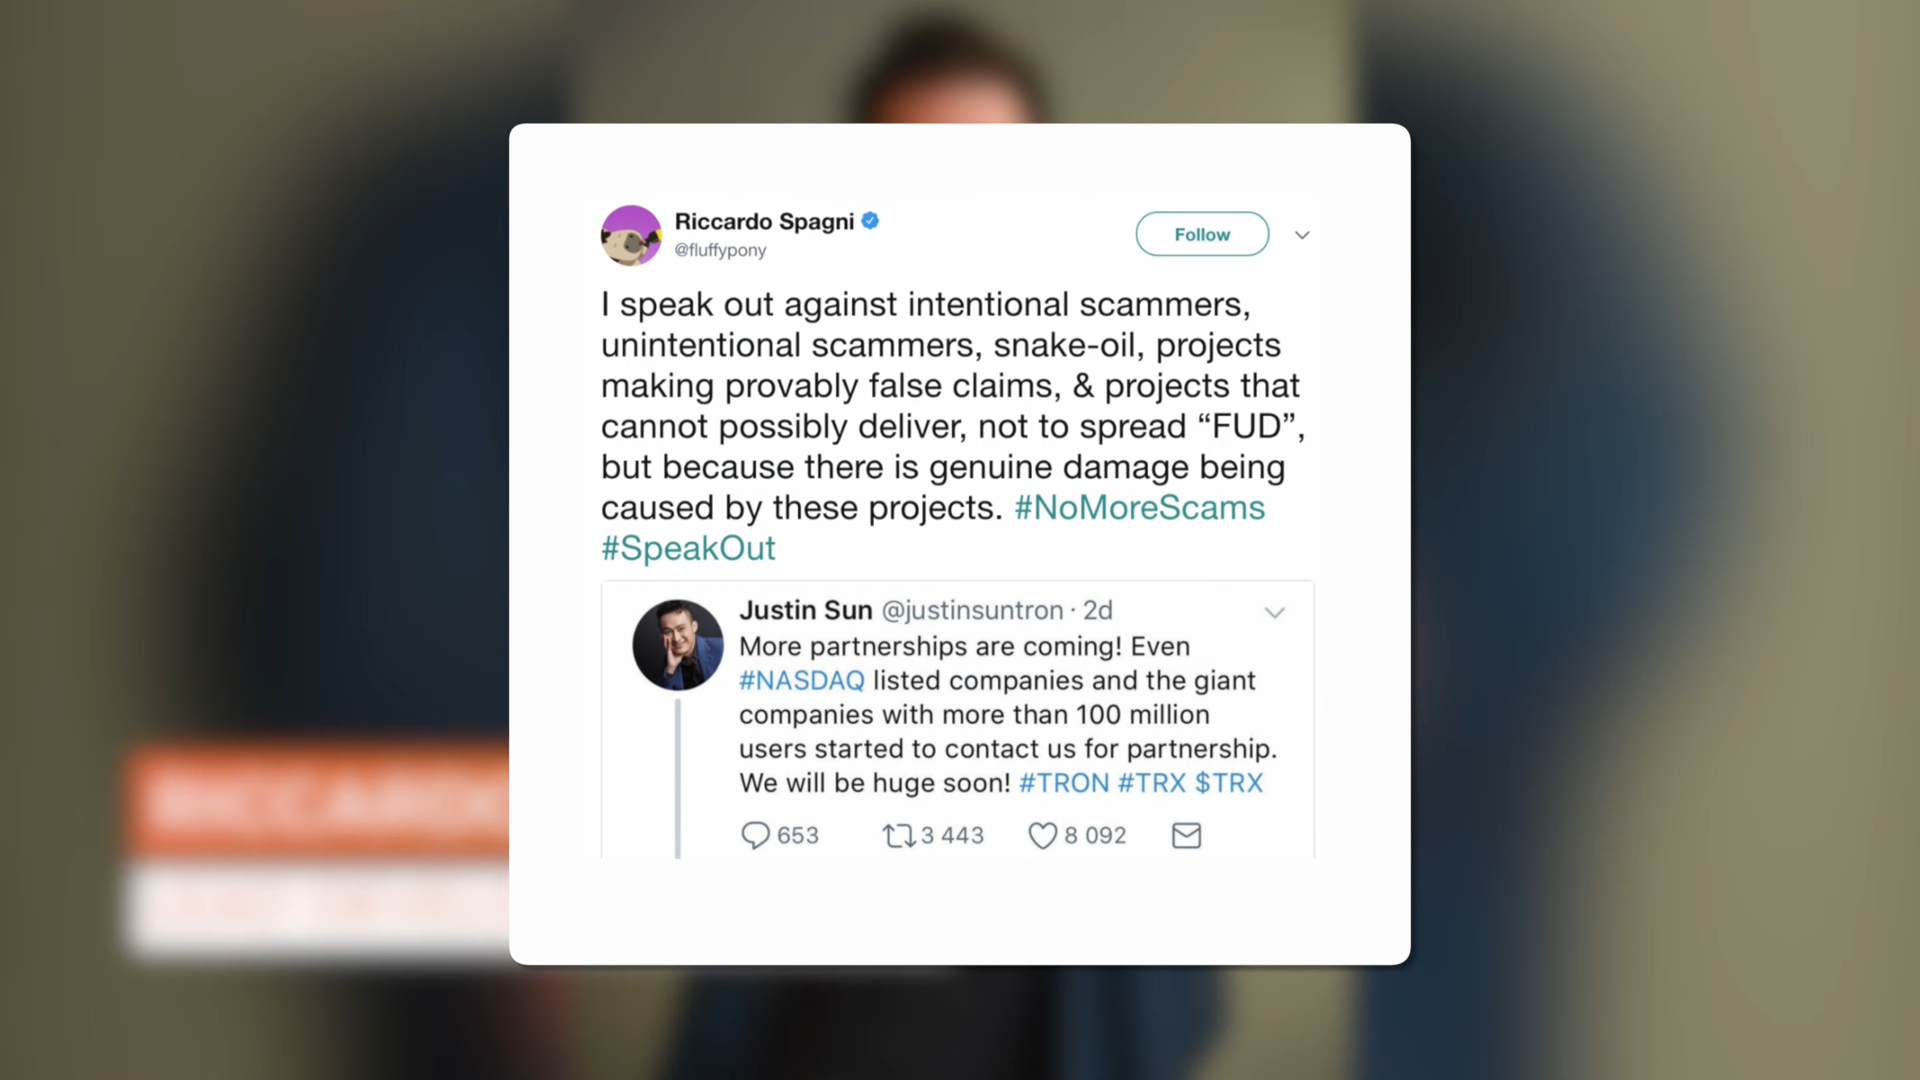 Riccardo Spagni
@fluffypony
Follow
I speak out against intentional scammers,
unintentional scammers, snake-oil, projects
making provably false claims, & projects that
cannot possibly deliver, not to spread “FUD”,
but because there is genuine damage being
caused by these projects. #NoMoreScams
#SpeakOut
Justin Sun @justinsuntron · 2d
More partnerships are coming! Even
#NASDAQ listed companies and the giant
companies with more than 100 million
users started to contact us for partnership.
We will be huge soon! #TRON #TRX $TRX
653 3 443 8 092